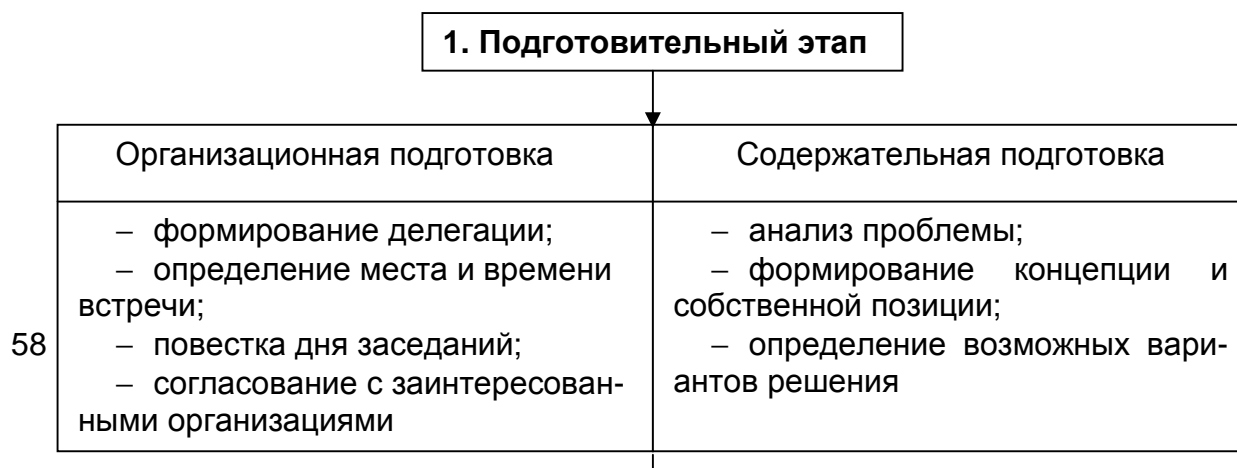 1. Подготовительный этап
Организационная подготовка
Содержательная подготовка
– формирование делегации;
– определение места и времени
встречи;
– повестка дня заседаний;
– согласование с заинтересован-
ными организациями
– анализ проблемы;
– формирование концепции и
собственной позиции;
– определение возможных вари-
антов решения
58